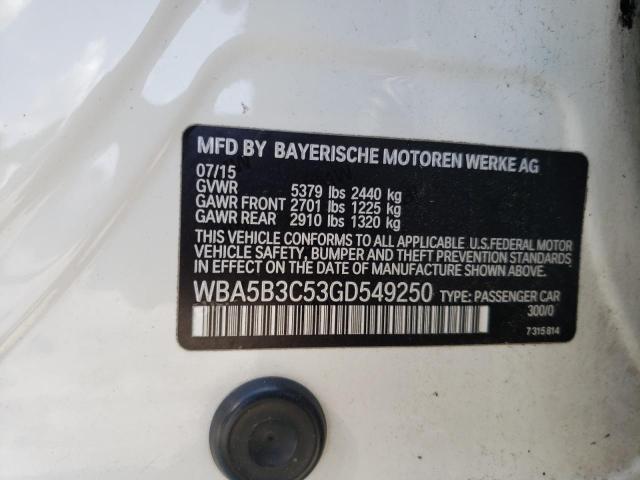 MFD BY BAYERISCHE MOTOREN WERKE AG
07/15
GVWR 5379 lbs 2440 kg
GAWR FRONT 2701 lbs 1225 kg
GAWR REAR 2910 lbs 1320 kg
THIS VEHICLE CONFORMS TO ALL APPLICABLE U.S.FEDERAL MOTOR
VEHICLE SAFETY, BUMPER AND THEFT PREVENTION STANDARDS
IN EFFECT ON THE DATE OF MANUFACTURE SHOWN ABOVE.
WBA5B3C53GD549250 TYPE: PASSENGER CAR
300/0
7 315 814